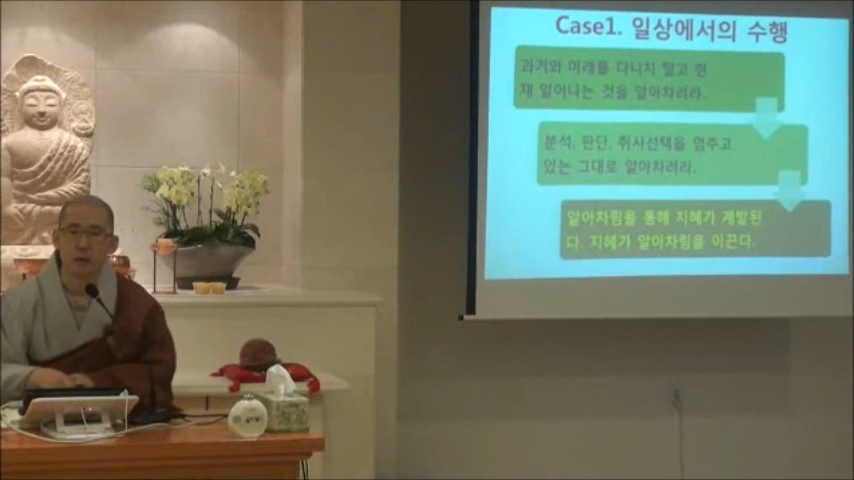 Case1. 일상에서의 수행
과거와 미래를 다니지 말고 현
재 일어나는 것을 알아차려라.
분석, 판단, 취사선택을 멈추고
있는 그대로 알아차려라.
알아차림을 통해 지혜가 계발된
다. 지혜가 알아차림을 이끈다.